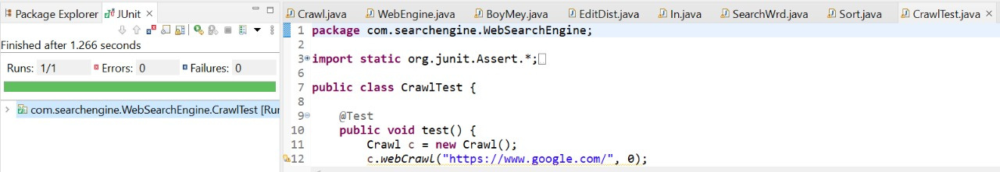 Package Explorer JUnit
Finished after 1.266 seconds
Runs: 1/1 Errors: 0 Failures: 0
com.searchengine.WebSearchEngine.CrawlTest [Ru
Crawl.java WebEngine.java BoyMey.java EditDist.java In.java SearchWrd.java Sort.java CrawlTest.java
1 package com.searchengine.WebSearchEngine;
2
3 import static org.junit.Assert.*;
6
7 public class CrawlTest {
8
9 @Test
10 public void test() {
11 Crawl c = new Crawl();
12 c.webCrawl("https://www.google.com/", 0);